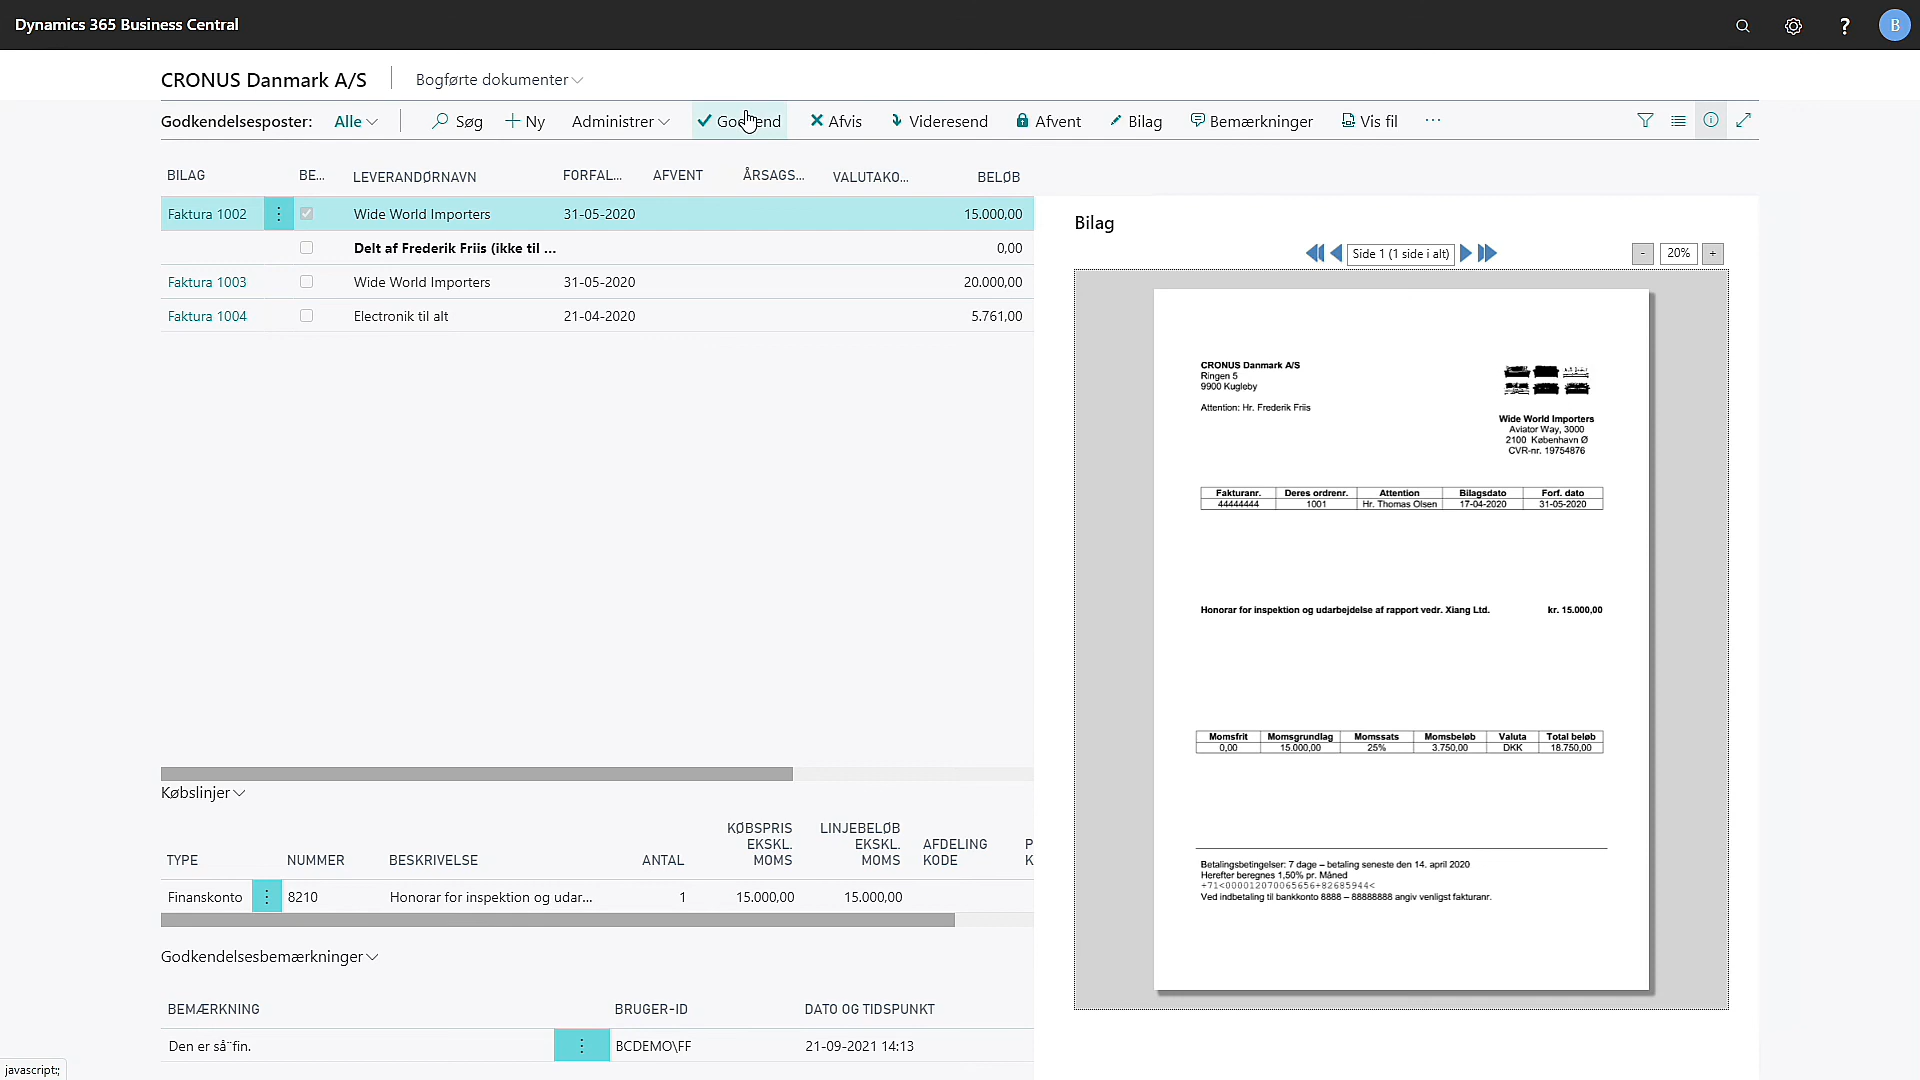 Dynamics 365 Business Central
? B
CRONUS Danmark A/S Bogførte dokumenter
Godkendelsesposter: Alle Søg Ny Administrer Godkend Afvis Videresend Afvent Bilag Bemærkninger Vis fil ...
BILAG BE... LEVERANDØRNAVN FORFAL... AFVENT ÅRSAGS... VALUTAKO... BELØB
Faktura 1002 Wide World Importers 31-05-2020 15.000,00
Delt af Frederik Friis (ikke til ... 0,00
Faktura 1003 Wide World Importers 31-05-2020 20.000,00
Faktura 1004 Electronik til alt 21-04-2020 5.761,00
Købslinjer
TYPE NUMMER BESKRIVELSE ANTAL KØBSPRIS EKSKL. MOMS LINJEBELØB EKSKL. MOMS AFDELING KODE P K
Finanskonto 8210 Honorar for inspektion og udar... 1 15.000,00 15.000,00
Godkendelsesbemærkninger
BEMÆRKNING BRUGER-ID DATO OG TIDSPUNKT
Den er så¨fin. BCDEMO\FF 21-09-2021 14:13
javascript:;
Bilag
Side 1 (1 side i alt) - 20% +
CRONUS Danmark A/S
Ringen 5
9900 Kugleby
Attention: Hr. Frederik Friis
Wide World Importers
Aviator Way, 3000
2100 København Ø
CVR-nr. 19754876
Fakturanr. Deres ordrenr. Attention Bilagsdato Forf. dato
44444444 1001 Hr. Thomas Olsen 17-04-2020 31-05-2020
Honorar for inspektion og udarbejdelse af rapport vedr. Xiang Ltd. kr. 15.000,00
Momsfrit Momsgrundlag Momssats Momsbeløb Valuta Total beløb
0,00 15.000,00 25% 3.750,00 DKK 18.750,00
Betalingsbetingelser: 7 dage – betaling seneste den 14. april 2020
Herefter beregnes 1,50% pr. Måned
+71<000012070065656+82685944<
Ved indbetaling til bankkonto 8888 – 88888888 angiv venligst fakturanr.